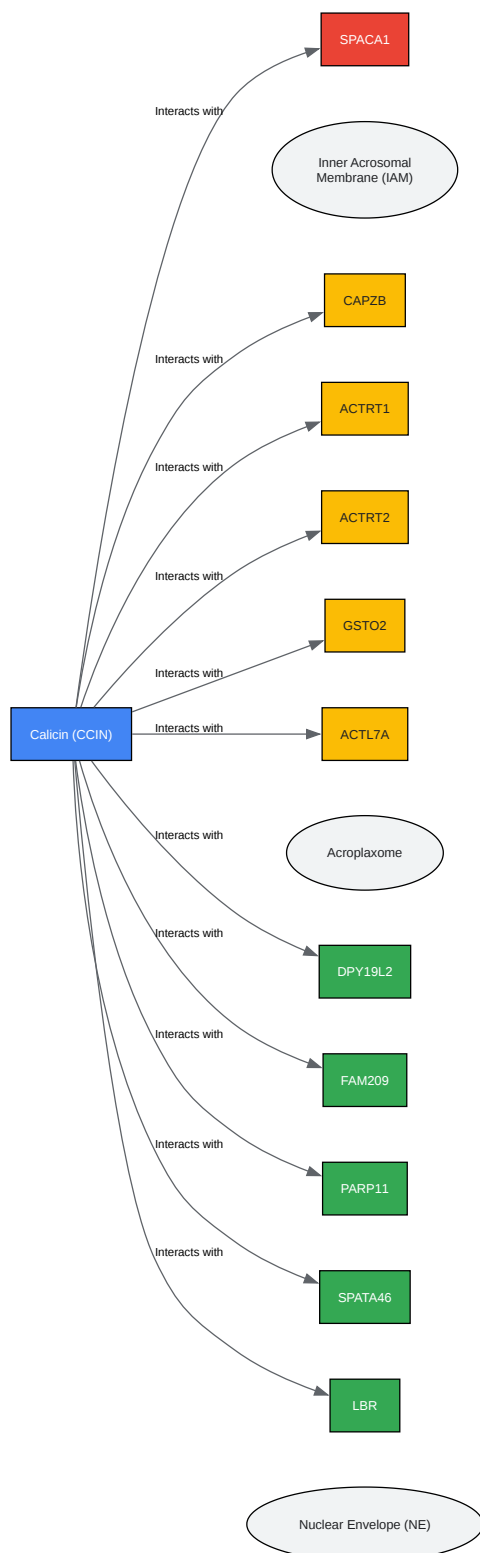 SPACA1
Interacts with
Inner Acrosomal
Membrane (IAM)
CAPZB
Interacts with
ACTRT1
Interacts with
ACTRT2
Interacts with
GSTO2
Interacts with
Calicin (CCIN)
Interacts with
ACTL7A
Interacts with
Acroplaxome
Interacts with
DPY19L2
Interacts with
FAM209
Interacts with
PARP11
Interacts with
SPATA46
LBR
Nuclear Envelope (NE)